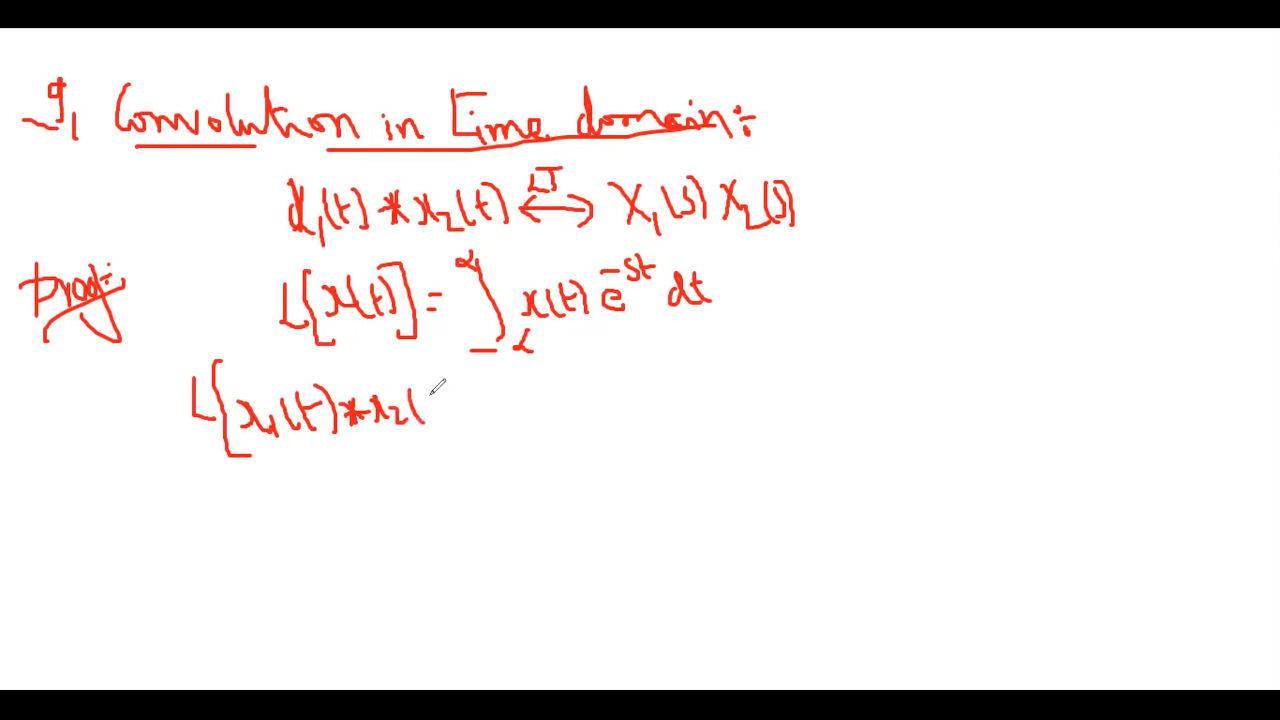 9, Convolution in time domain:-
x₁(t) * x₂(t) <-LT-> X₁(s) X₂(s)
Proof:-
L[x(t)] = ∫_{-∞}^{∞} x(t) e^{-st} dt
L[x₁(t) * x₂(